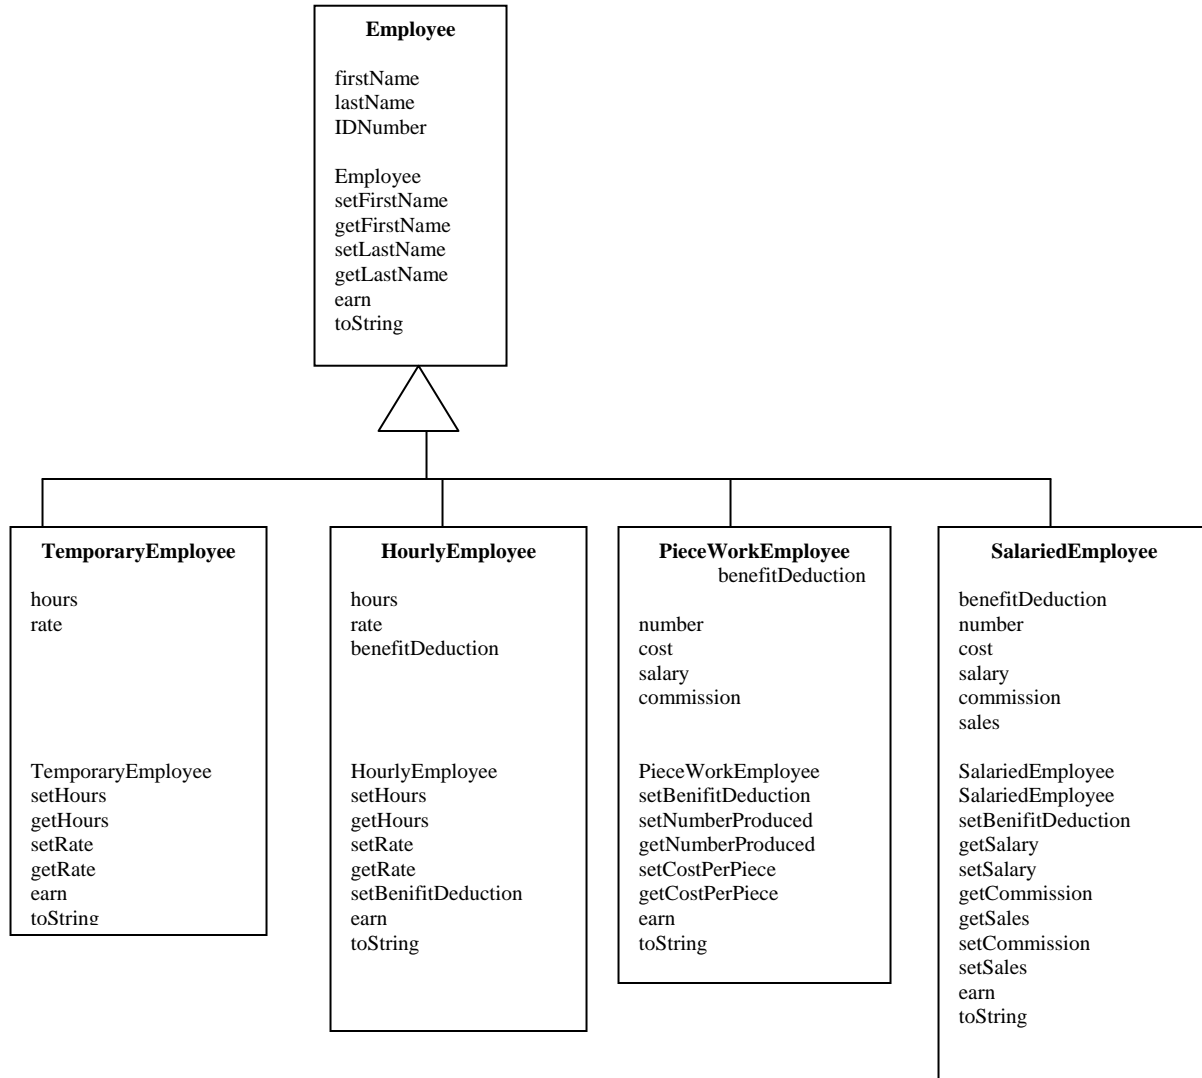 Employee
firstName
lastName
IDNumber
Employee
setFirstName
getFirstName
setLastName
getLastName
earn
toString
TemporaryEmployee
hours
rate
TemporaryEmployee
setHours
getHours
setRate
getRate
earn
toString
HourlyEmployee
hours
rate
benefitDeduction
HourlyEmployee
setHours
getHours
setRate
getRate
setBenifitDeduction
earn
toString
PieceWorkEmployee
benefitDeduction
number
cost
salary
commission
PieceWorkEmployee
setBenifitDeduction
setNumberProduced
getNumberProduced
setCostPerPiece
getCostPerPiece
earn
toString
SalariedEmployee
benefitDeduction
number
cost
salary
commission
sales
SalariedEmployee
SalariedEmployee
setBenifitDeduction
getSalary
setSalary
getCommission
getSales
setCommission
setSales
earn
toString